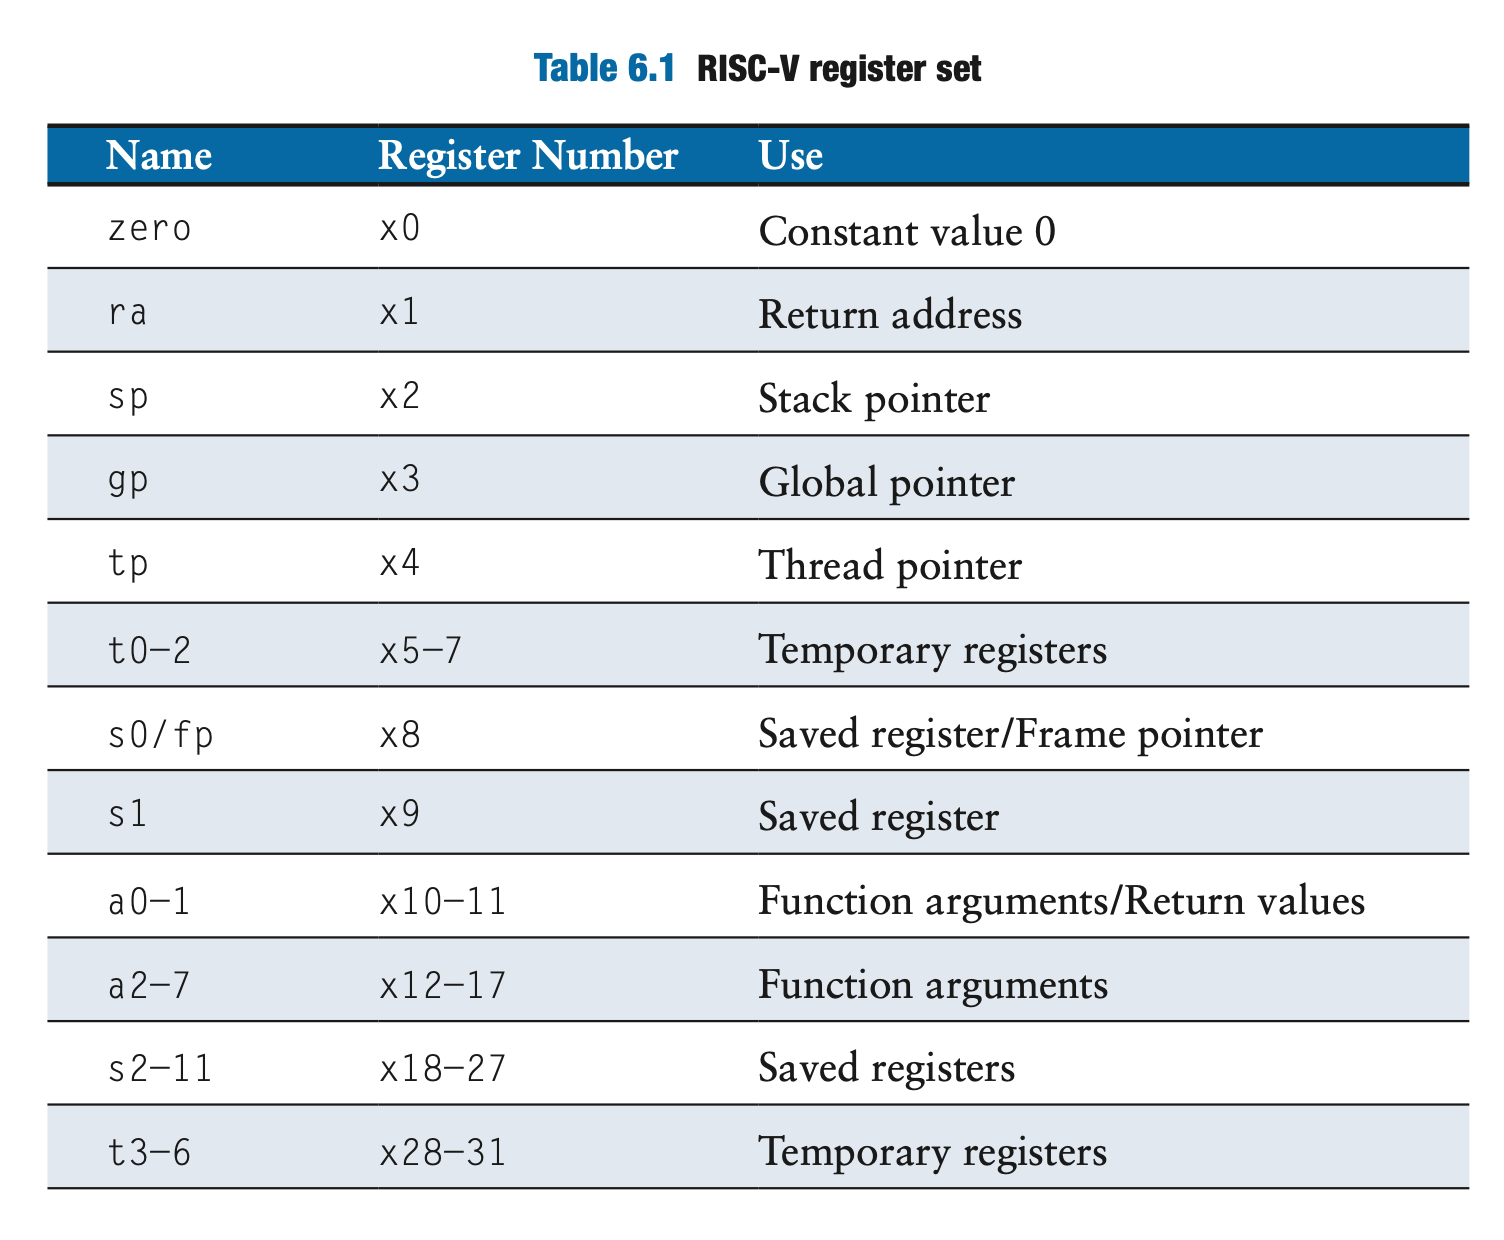 Table 6.1 RISC-V register set
Name Register Number Use
zero x0 Constant value 0
ra x1 Return address
sp x2 Stack pointer
gp x3 Global pointer
tp x4 Thread pointer
t0–2 x5–7 Temporary registers
s0/fp x8 Saved register/Frame pointer
s1 x9 Saved register
a0–1 x10–11 Function arguments/Return values
a2–7 x12–17 Function arguments
s2–11 x18–27 Saved registers
t3–6 x28–31 Temporary registers